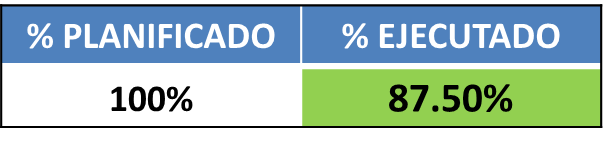 % PLANIFICADO % EJECUTADO
100% 87.50%